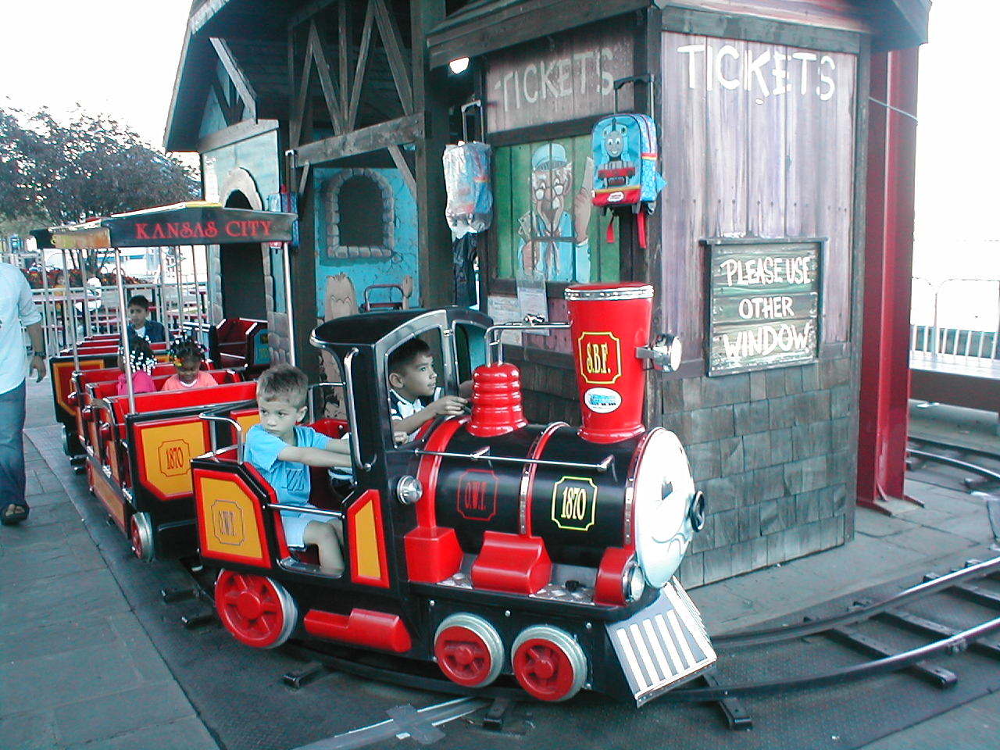 TICKETS
TICKETS
PLEASE USE
OTHER
WINDOW
KANSAS CITY
S.B.F.
1870
O.W.T.
1870
O.W.T.